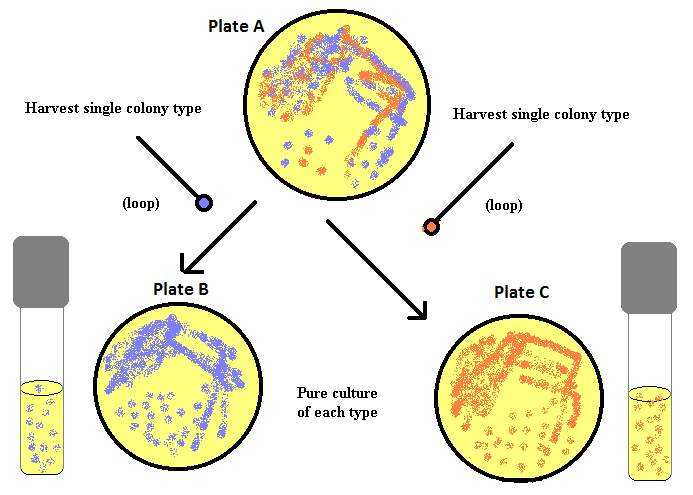 Plate A
Harvest single colony type
Harvest single colony type
(loop)
(loop)
Plate B
Plate C
Pure culture
of each type